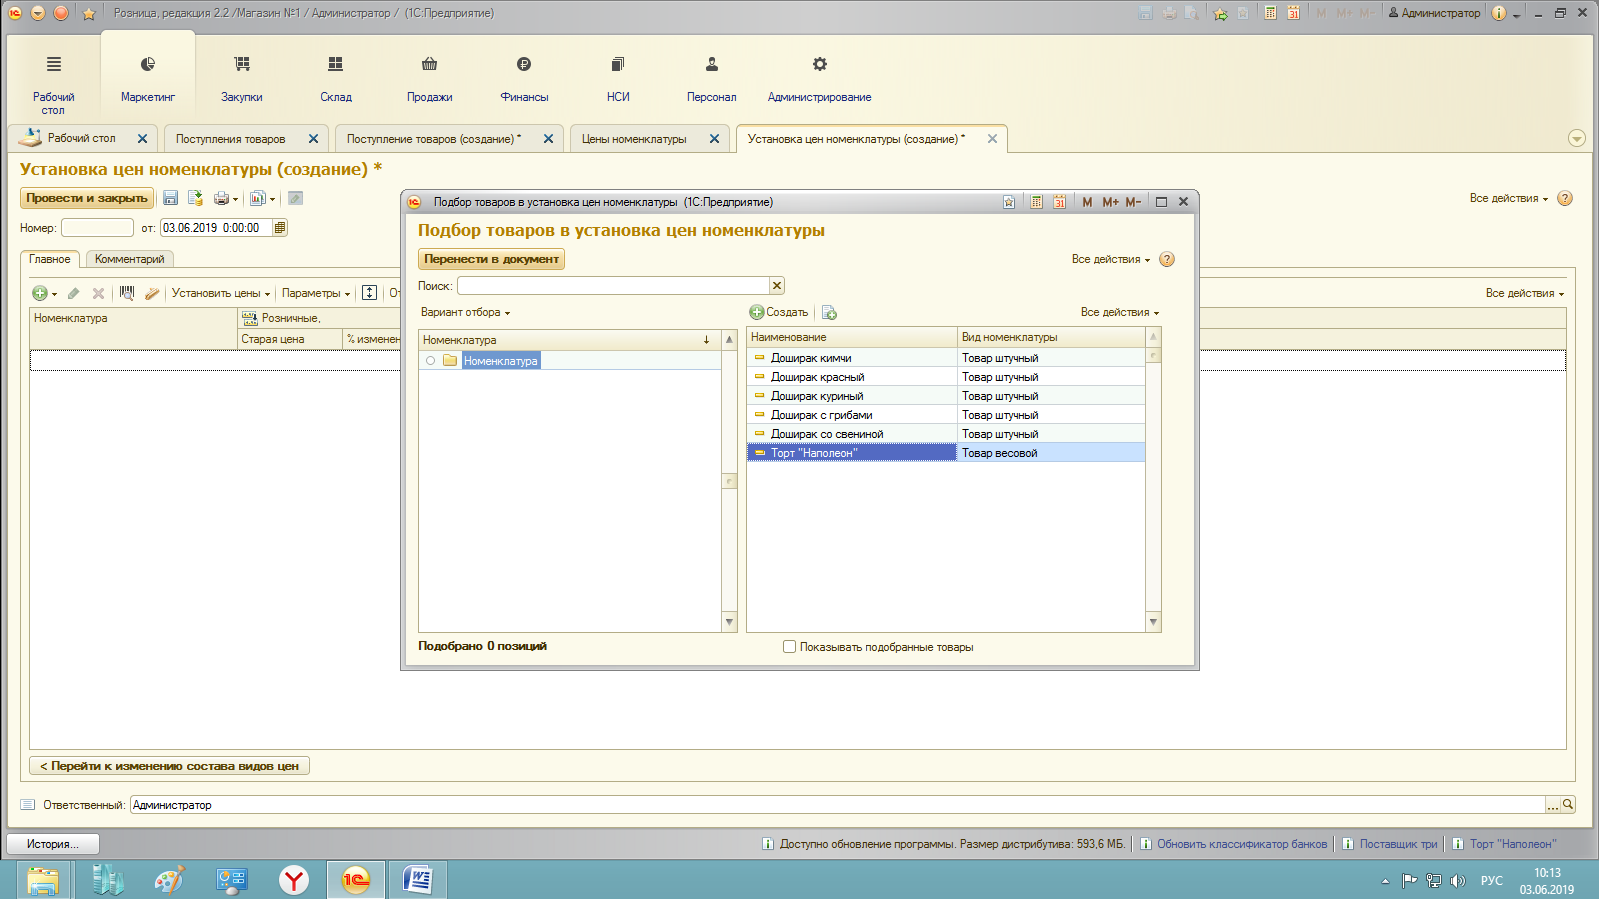 Розница, редакция 2.2 /Магазин №1 / Администратор / (1С:Предприятие)
M M+ M- Администратор
Рабочий стол
Маркетинг
Закупки
Склад
Продажи
Финансы
НСИ
Персонал
Администрирование
Рабочий стол
Поступления товаров
Поступление товаров (создание) *
Цены номенклатуры
Установка цен номенклатуры (создание) *
Установка цен номенклатуры (создание) *
Провести и закрыть
Все действия
Номер:
от: 03.06.2019 0:00:00
Главное
Комментарий
Установить цены
Параметры
От
Все действия
Номенклатура
Розничные,
Старая цена
% изменен
Подбор товаров в установка цен номенклатуры (1С:Предприятие)
31 M M+ M-
Подбор товаров в установка цен номенклатуры
Перенести в документ
Все действия
Поиск:
Вариант отбора
Создать
Все действия
Номенклатура
Номенклатура
Наименование Вид номенклатуры
Доширак кимчи Товар штучный
Доширак красный Товар штучный
Доширак куриный Товар штучный
Доширак с грибами Товар штучный
Доширак со свениной Товар штучный
Торт "Наполеон" Товар весовой
Подобрано 0 позиций
Показывать подобранные товары
< Перейти к изменению состава видов цен
Ответственный: Администратор
История...
Доступно обновление программы. Размер дистрибутива: 593,6 МБ.
Обновить классификатор банков
Поставщик три
Торт "Наполеон"
РУС
10:13
03.06.2019